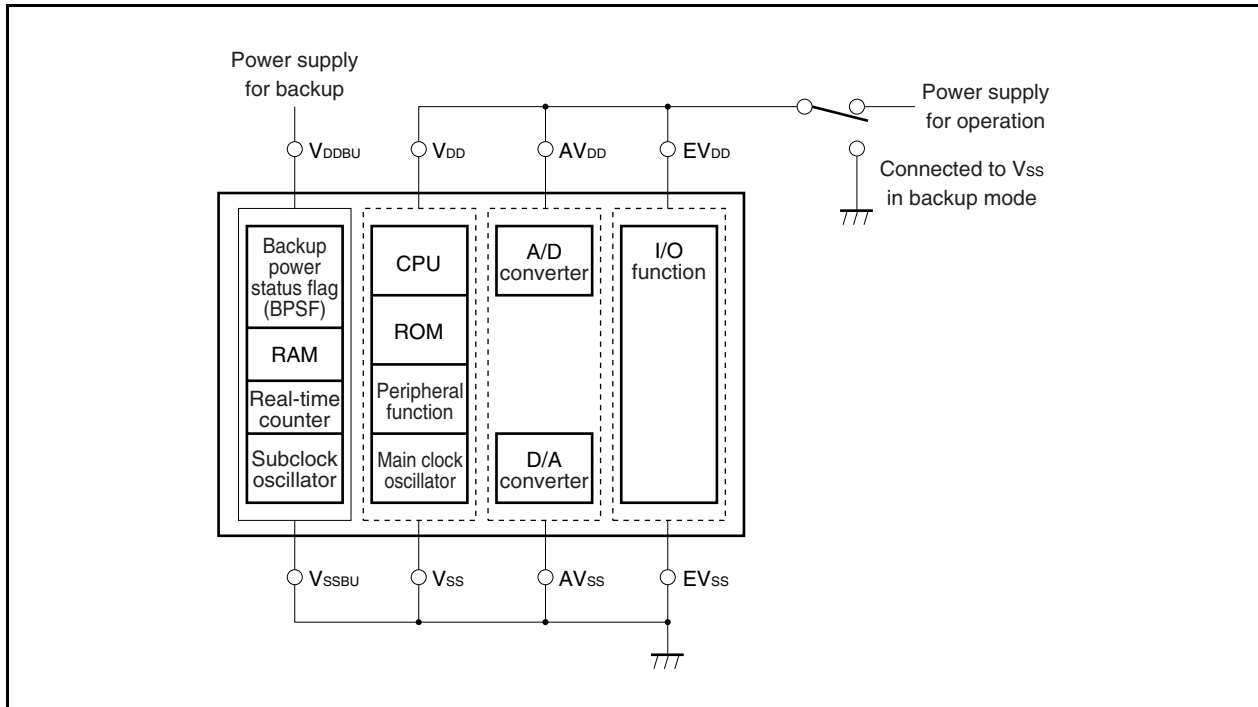 Power supply
for backup
Power supply
for operation
VDDBU
VDD
AVDD
EVDD
Connected to Vss
in backup mode
Backup
power
status flag
(BPSF)
RAM
Real-time
counter
Subclock
oscillator
CPU
ROM
Peripheral
function
Main clock
oscillator
A/D
converter
D/A
converter
I/O
function
VSSBU
VSS
AVSS
EVSS